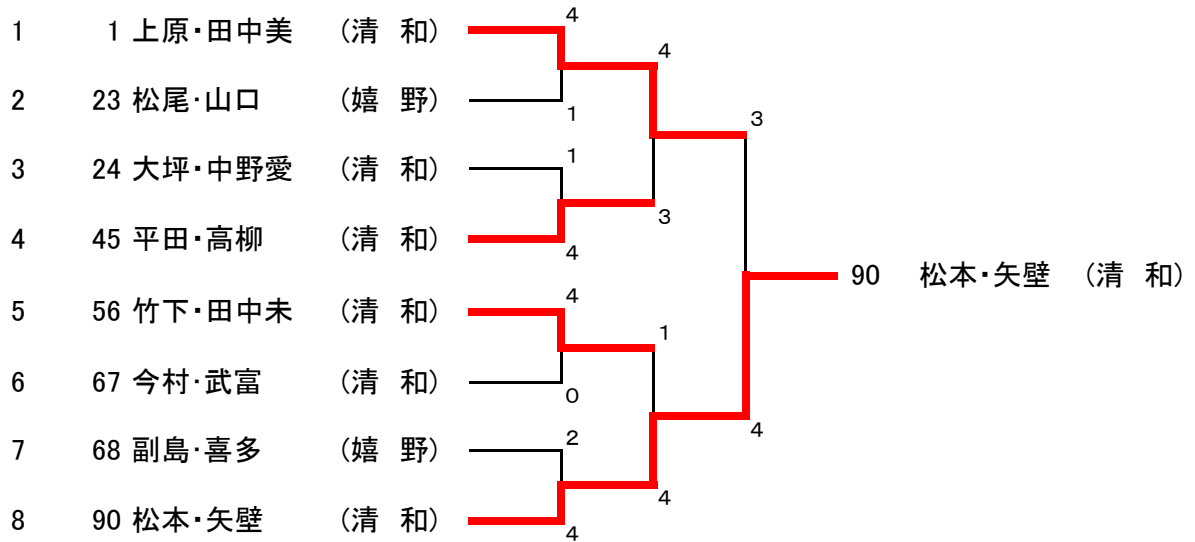 1 1 上原・田中美 (清 和) 4
4
2 23 松尾・山口 (嬉 野) 1
3
3 24 大坪・中野愛 (清 和) 1
3
4 45 平田・高柳 (清 和) 4
90 松本・矢壁 (清 和)
5 56 竹下・田中未 (清 和) 4
1
6 67 今村・武富 (清 和) 0
4
7 68 副島・喜多 (嬉 野) 2
4
8 90 松本・矢壁 (清 和) 4